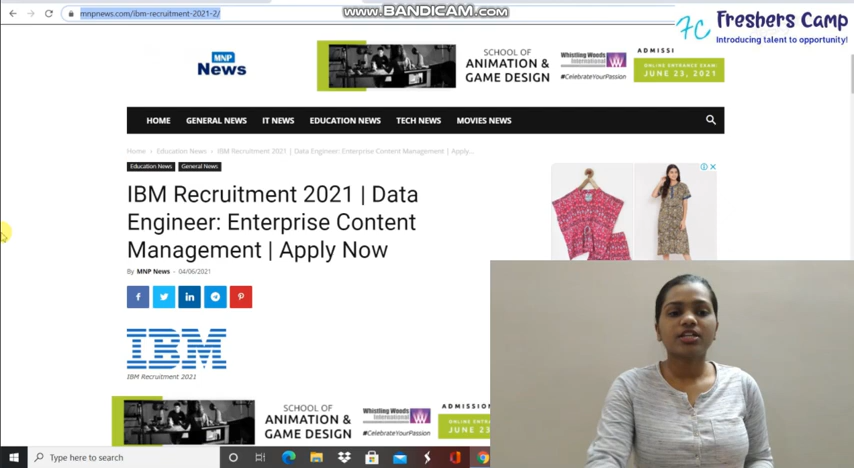 mnpnews.com/ibm-recruitment-2021-2/
www.BANDICAM.com
FC Freshers Camp
Introducing talent to opportunity!
MNP
News
SCHOOL OF
ANIMATION &
GAME DESIGN
Whistling Woods
International
#CelebrateYourPassion
ADMISSI
ONLINE ENTRANCE EXAM:
JUNE 23, 2021
HOME GENERAL NEWS IT NEWS EDUCATION NEWS TECH NEWS MOVIES NEWS
Home > Education News > IBM Recruitment 2021 | Data Engineer: Enterprise Content Management | Apply...
Education News General News
IBM Recruitment 2021 | Data
Engineer: Enterprise Content
Management | Apply Now
By MNP News - 04/06/2021
IBM
IBM Recruitment 2021
SCHOOL OF
ANIMATION &
GAME DESIGN
Whistling Woods
International
#CelebrateYourPassion
ADMISSION
ONLINE
JUNE 23
Type here to search